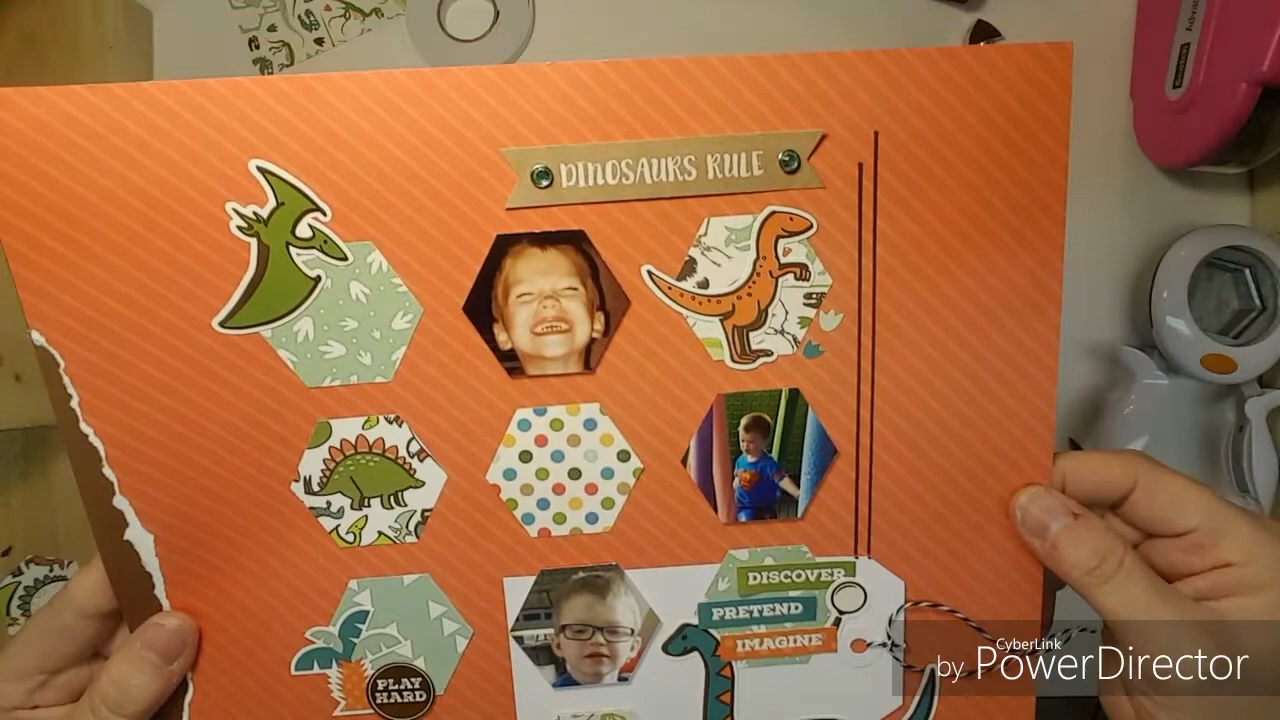 DINOSAURS RULE
DISCOVER
PRETEND
IMAGINE
PLAY
HARD
CyberLink
by PowerDirector